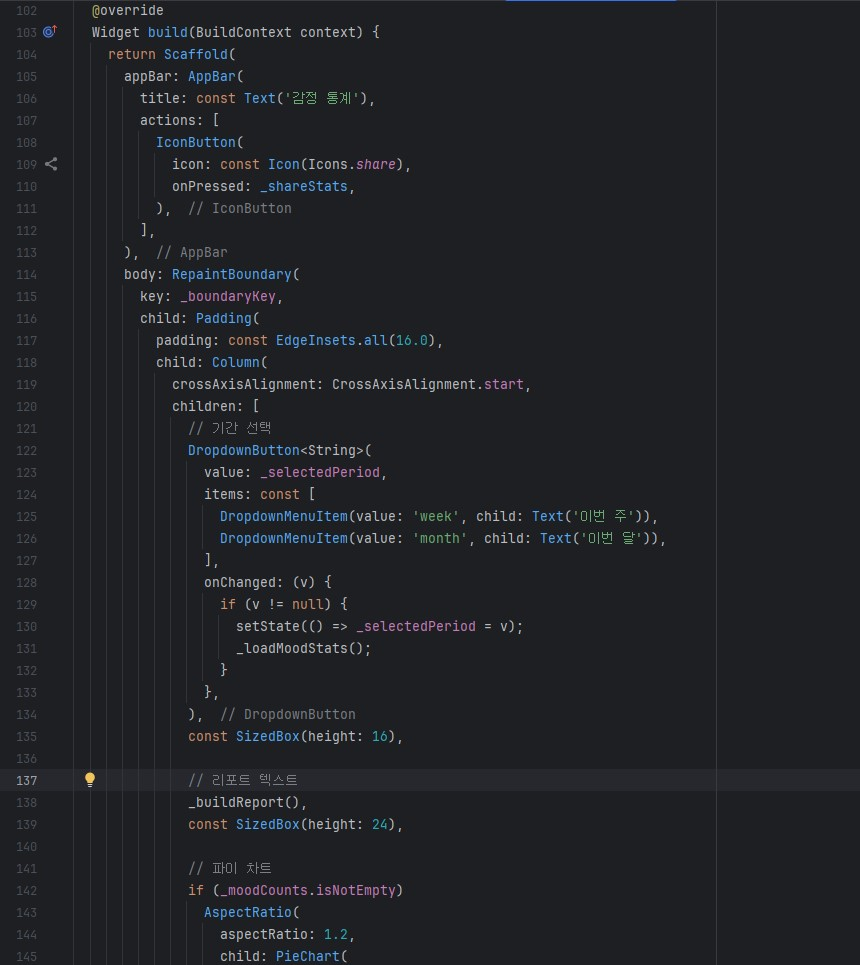 102 @override
103 Widget build(BuildContext context) {
104 return Scaffold(
105 appBar: AppBar(
106 title: const Text('감정 통계'),
107 actions: [
108 IconButton(
109 icon: const Icon(Icons.share),
110 onPressed: _shareStats,
111 ), // IconButton
112 ],
113 ), // AppBar
114 body: RepaintBoundary(
115 key: _boundaryKey,
116 child: Padding(
117 padding: const EdgeInsets.all(16.0),
118 child: Column(
119 crossAxisAlignment: CrossAxisAlignment.start,
120 children: [
121 // 기간 선택
122 DropdownButton<String>(
123 value: _selectedPeriod,
124 items: const [
125 DropdownMenuItem(value: 'week', child: Text('이번 주')),
126 DropdownMenuItem(value: 'month', child: Text('이번 달')),
127 ],
128 onChanged: (v) {
129 if (v != null) {
130 setState(() => _selectedPeriod = v);
131 _loadMoodStats();
132 }
133 },
134 ), // DropdownButton
135 const SizedBox(height: 16),
136
137 // 리포트 텍스트
138 _buildReport(),
139 const SizedBox(height: 24),
140
141 // 파이 차트
142 if (_moodCounts.isNotEmpty)
143 AspectRatio(
144 aspectRatio: 1.2,
145 child: PieChart(